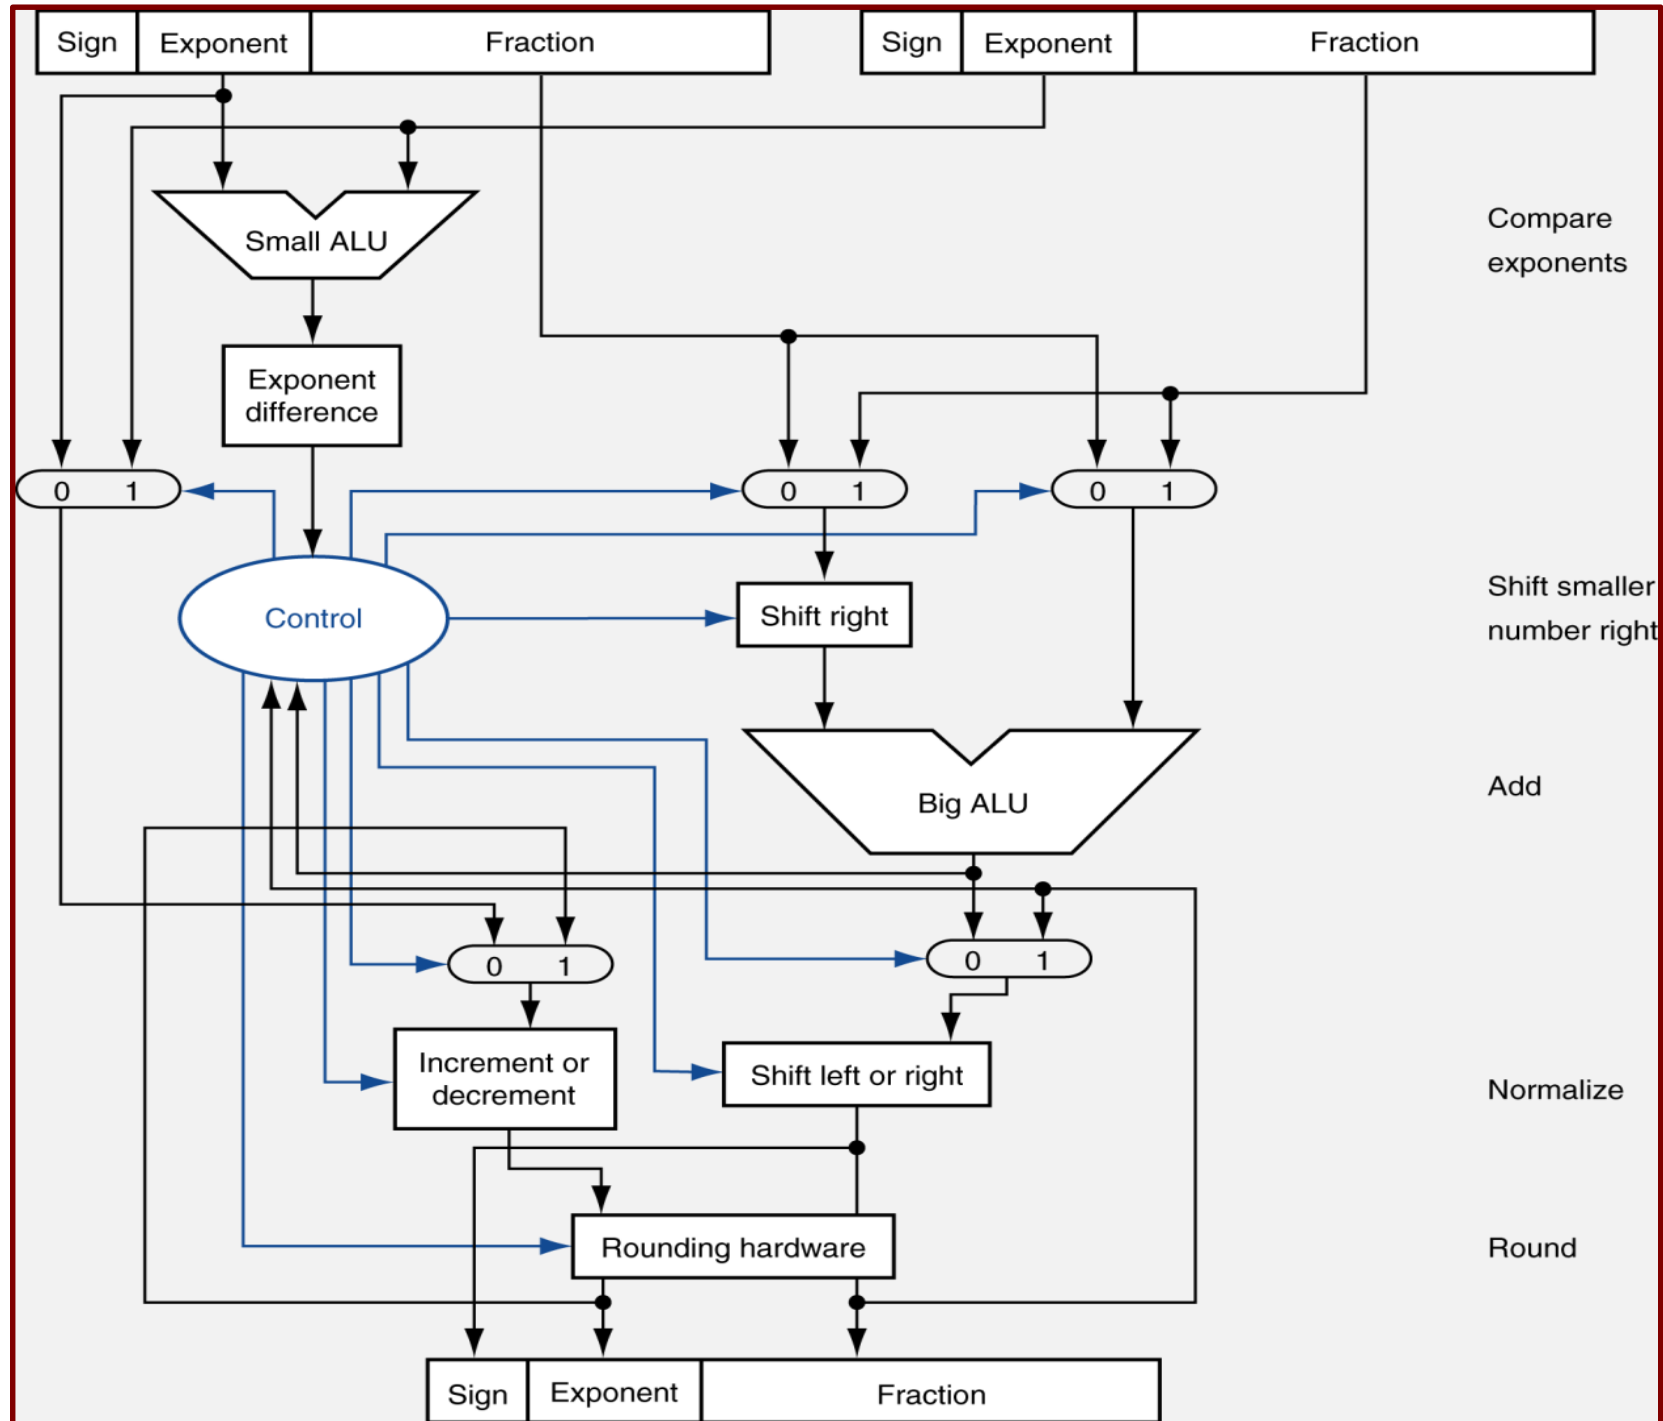 Sign Exponent Fraction Sign Exponent Fraction
Small ALU
Compare
exponents
Exponent
difference
0 1
0 1
0 1
Control
Shift right
Shift smaller
number right
Big ALU
Add
0 1
0 1
Increment or
decrement
Shift left or right
Normalize
Rounding hardware
Round
Sign Exponent Fraction